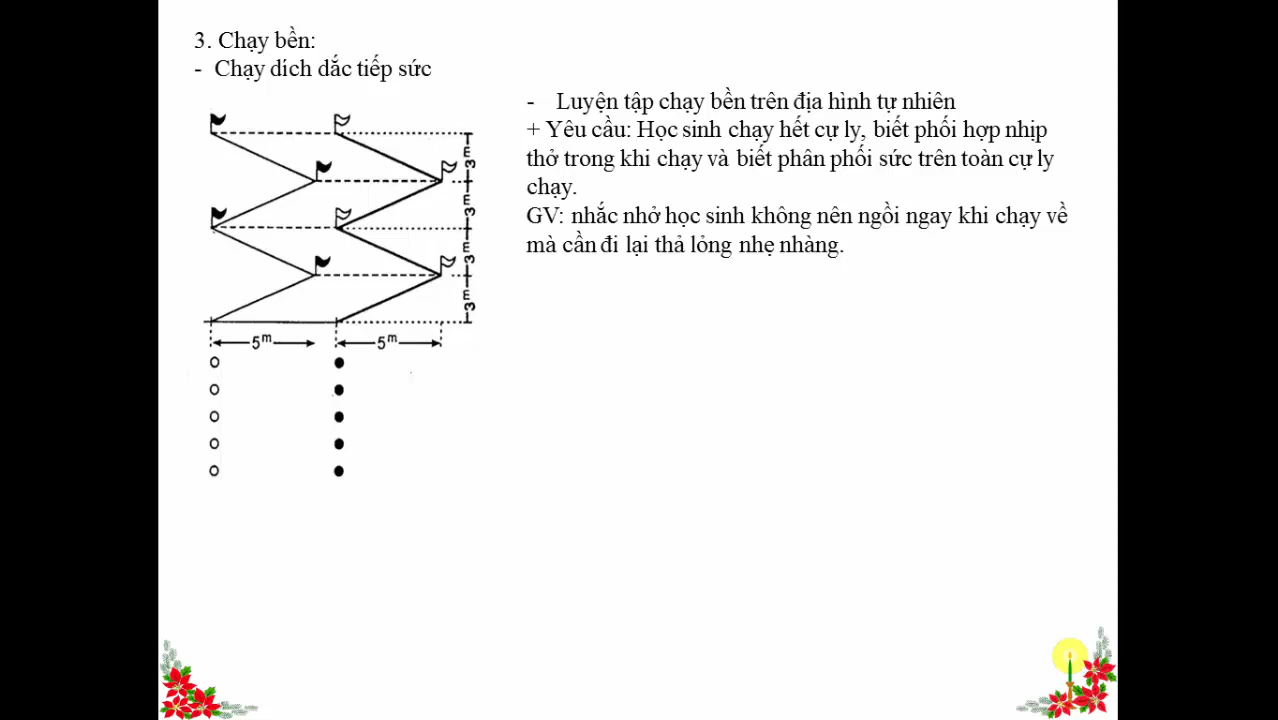 3. Chạy bền:
- Chạy dích dắc tiếp sức
- Luyện tập chạy bền trên địa hình tự nhiên
+ Yêu cầu: Học sinh chạy hết cự ly, biết phối hợp nhịp
thở trong khi chạy và biết phân phối sức trên toàn cự ly
chạy.
GV: nhắc nhở học sinh không nên ngồi ngay khi chạy về
mà cần đi lại thả lỏng nhẹ nhàng.
3m
3m
3m
3m
5m 5m